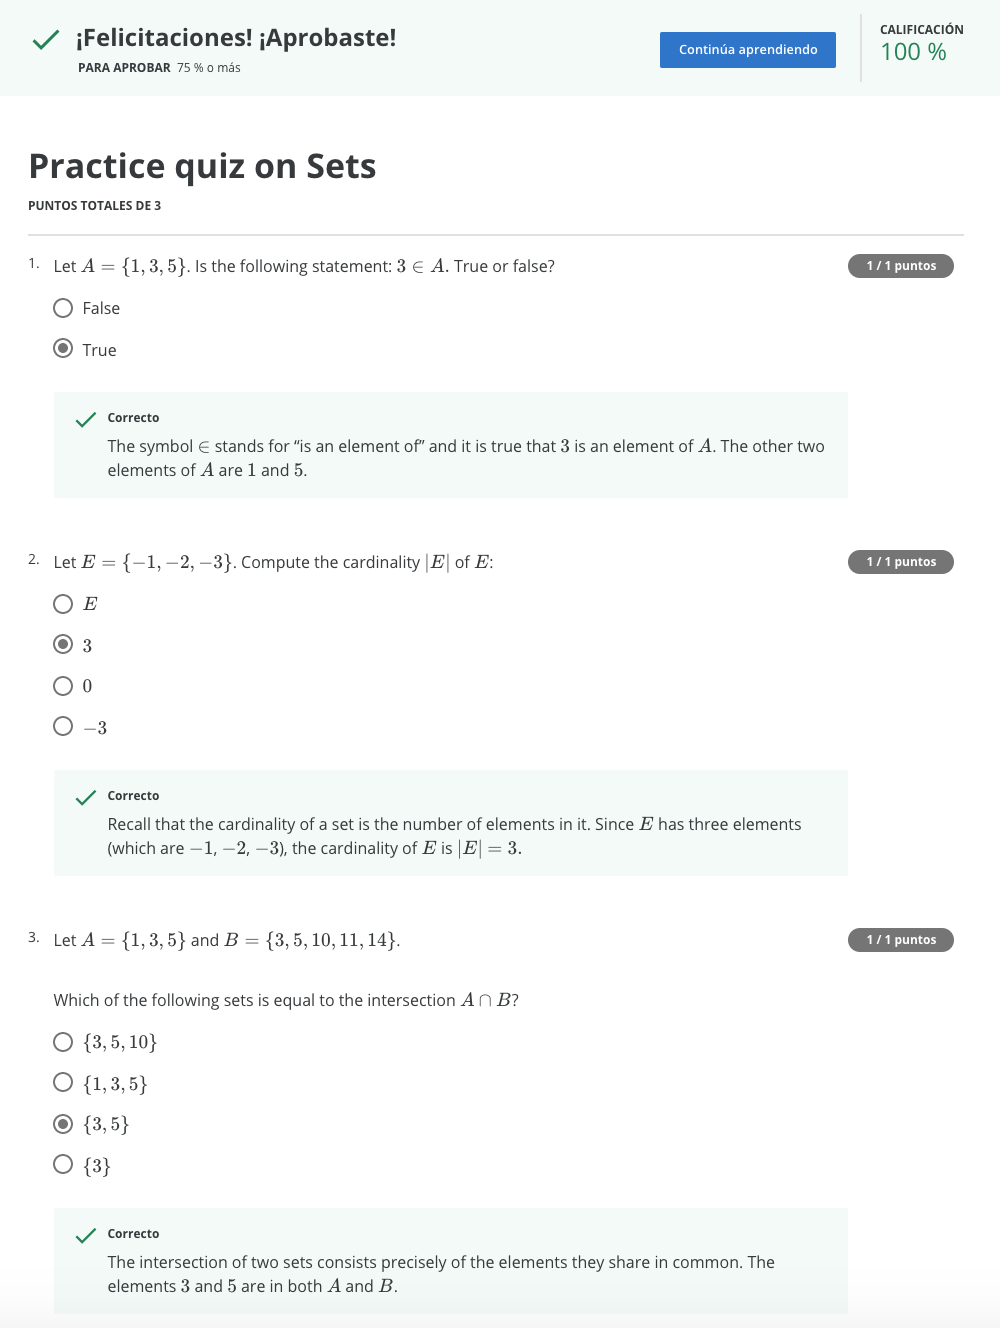 ¡Felicitaciones! ¡Aprobaste!
PARA APROBAR 75 % o más
Continúa aprendiendo
CALIFICACIÓN
100 %
Practice quiz on Sets
PUNTOS TOTALES DE 3
1. Let A = {1, 3, 5}. Is the following statement: 3 ∈ A. True or false?
1 / 1 puntos
False
True
Correcto
The symbol ∈ stands for “is an element of” and it is true that 3 is an element of A. The other two
elements of A are 1 and 5.
2. Let E = {−1, −2, −3}. Compute the cardinality |E| of E:
1 / 1 puntos
E
3
0
−3
Correcto
Recall that the cardinality of a set is the number of elements in it. Since E has three elements
(which are −1, −2, −3), the cardinality of E is |E| = 3.
3. Let A = {1, 3, 5} and B = {3, 5, 10, 11, 14}.
1 / 1 puntos
Which of the following sets is equal to the intersection A ∩ B?
{3, 5, 10}
{1, 3, 5}
{3, 5}
{3}
Correcto
The intersection of two sets consists precisely of the elements they share in common. The
elements 3 and 5 are in both A and B.